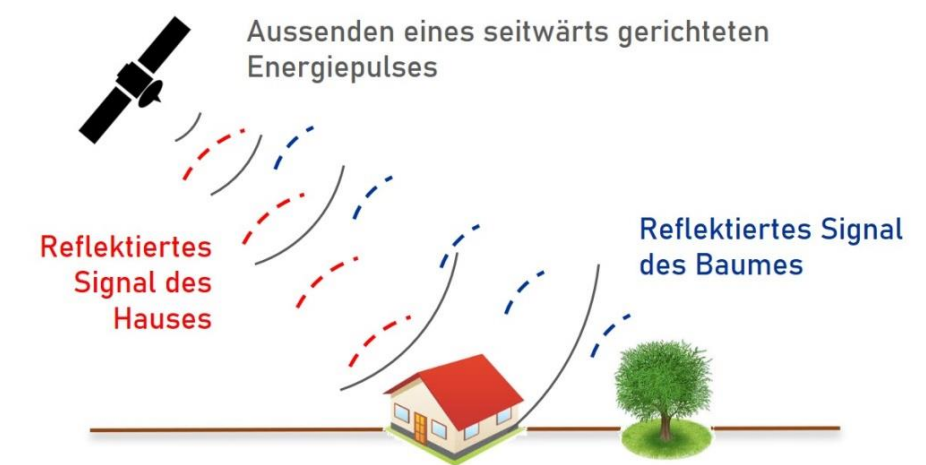 Aussenden eines seitwärts gerichteten
Energiepulses
Reflektiertes
Signal des
Hauses
Reflektiertes Signal
des Baumes